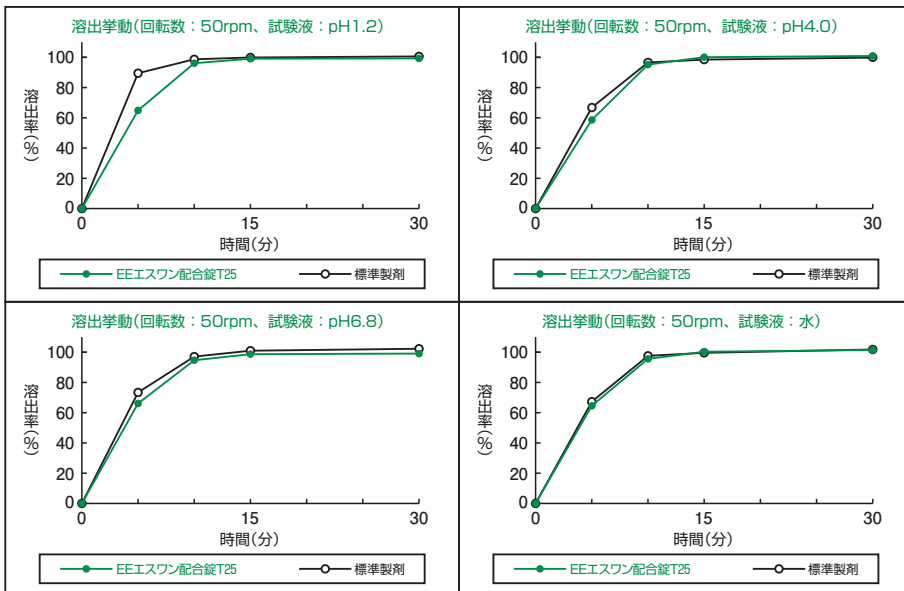 溶出挙動(回転数：50rpm、試験液：pH1.2)
100
80
60
40
20
0
溶出率(%)
0 15 30
時間(分)
EEエスワン配合錠T25 標準製剤
溶出挙動(回転数：50rpm、試験液：pH4.0)
100
80
60
40
20
0
溶出率(%)
0 15 30
時間(分)
EEエスワン配合錠T25 標準製剤
溶出挙動(回転数：50rpm、試験液：pH6.8)
100
80
60
40
20
0
溶出率(%)
0 15 30
時間(分)
EEエスワン配合錠T25 標準製剤
溶出挙動(回転数：50rpm、試験液：水)
100
80
60
40
20
0
溶出率(%)
0 15 30
時間(分)
EEエスワン配合錠T25 標準製剤